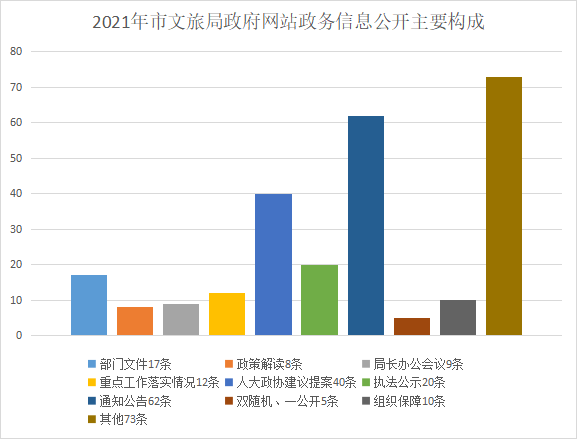 2021年市文旅局政府网站政务信息公开主要构成
80
70
60
50
40
30
20
10
0
部门文件17条 政策解读8条 局长办公会议9条
重点工作落实情况12条 人大政协建议提案40条 执法公示20条
通知公告62条 双随机、一公开5条 组织保障10条
其他73条